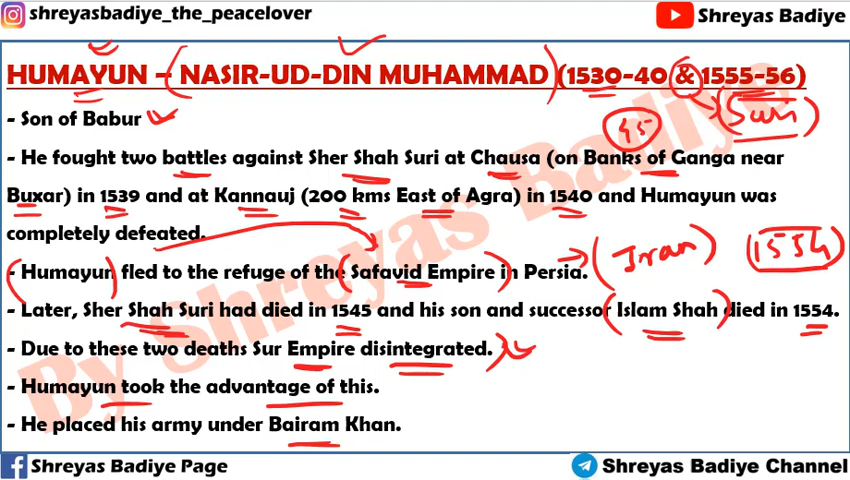 shreyasbadiye_the_peacelover
Shreyas Badiye
HUMAYUN – (NASIR-UD-DIN MUHAMMAD) (1530-40 & 1555-56)
Suri
- Son of Babur
45
- He fought two battles against Sher Shah Suri at Chausa (on Banks of Ganga near
Buxar) in 1539 and at Kannauj (200 kms East of Agra) in 1540 and Humayun was
completely defeated.
- (Humayun) fled to the refuge of the (Safavid Empire) in Persia. → (Iran)
1554
- Later, Sher Shah Suri had died in 1545 and his son and successor (Islam Shah) died in 1554.
- Due to these two deaths Sur Empire disintegrated.
- Humayun took the advantage of this.
- He placed his army under Bairam Khan.
By Shreyas Badiye
Shreyas Badiye Page
Shreyas Badiye Channel